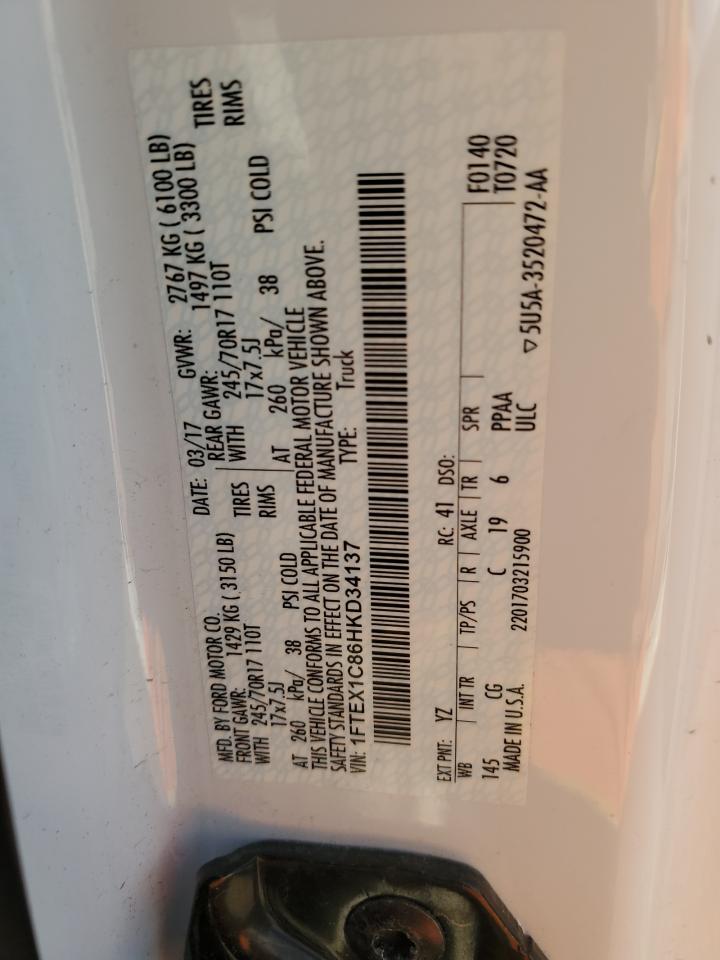 MFD. BY FORD MOTOR CO.
DATE: 03/17 GVWR: 2767 KG ( 6100 LB)
FRONT GAWR: 1429 KG ( 3150 LB)
REAR GAWR: 1497 KG ( 3300 LB)
WITH 245/70R17 110T TIRES
WITH 245/70R17 110T TIRES
17x7.5J RIMS
17x7.5J RIMS
AT 260 kPa/ 38 PSI COLD
AT 260 kPa/ 38 PSI COLD
THIS VEHICLE CONFORMS TO ALL APPLICABLE FEDERAL MOTOR VEHICLE
SAFETY STANDARDS IN EFFECT ON THE DATE OF MANUFACTURE SHOWN ABOVE.
VIN: 1FTEX1C86HKD34137 TYPE: Truck
EXT PNT: YZ RC: 41 DSO: F0140
WB INT TR TP/PS R AXLE TR SPR T0720
145 CG C 19 6 PPAA
MADE IN U.S.A. 2201703215900 ULC ▽5U5A-3520472-AA